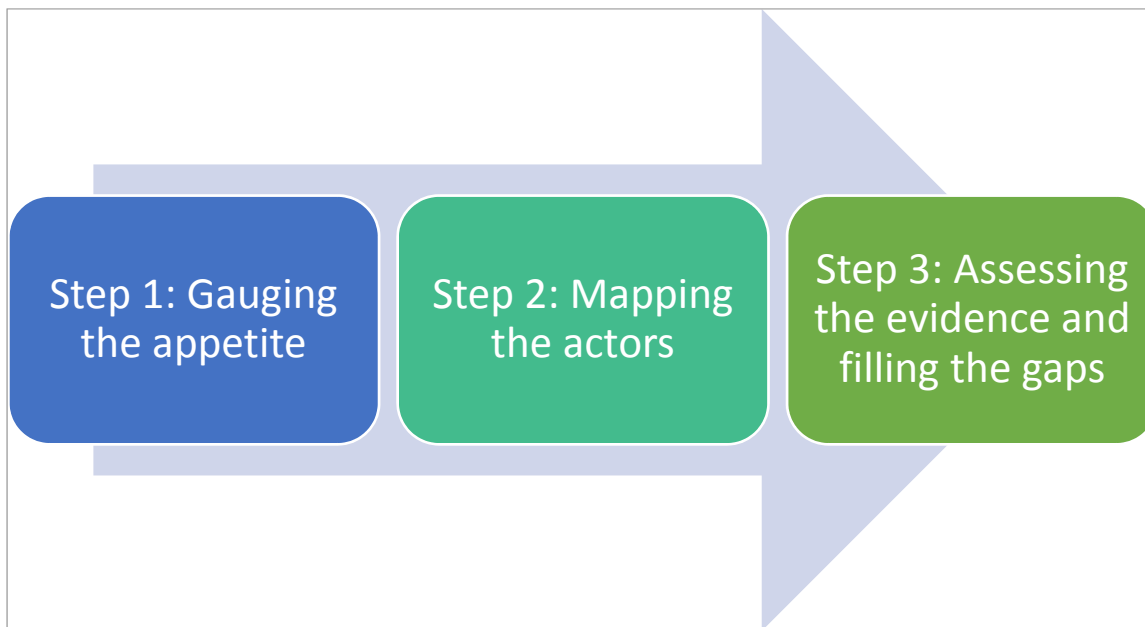 Step 1: Gauging
the appetite
Step 2: Mapping
the actors
Step 3: Assessing
the evidence and
filling the gaps